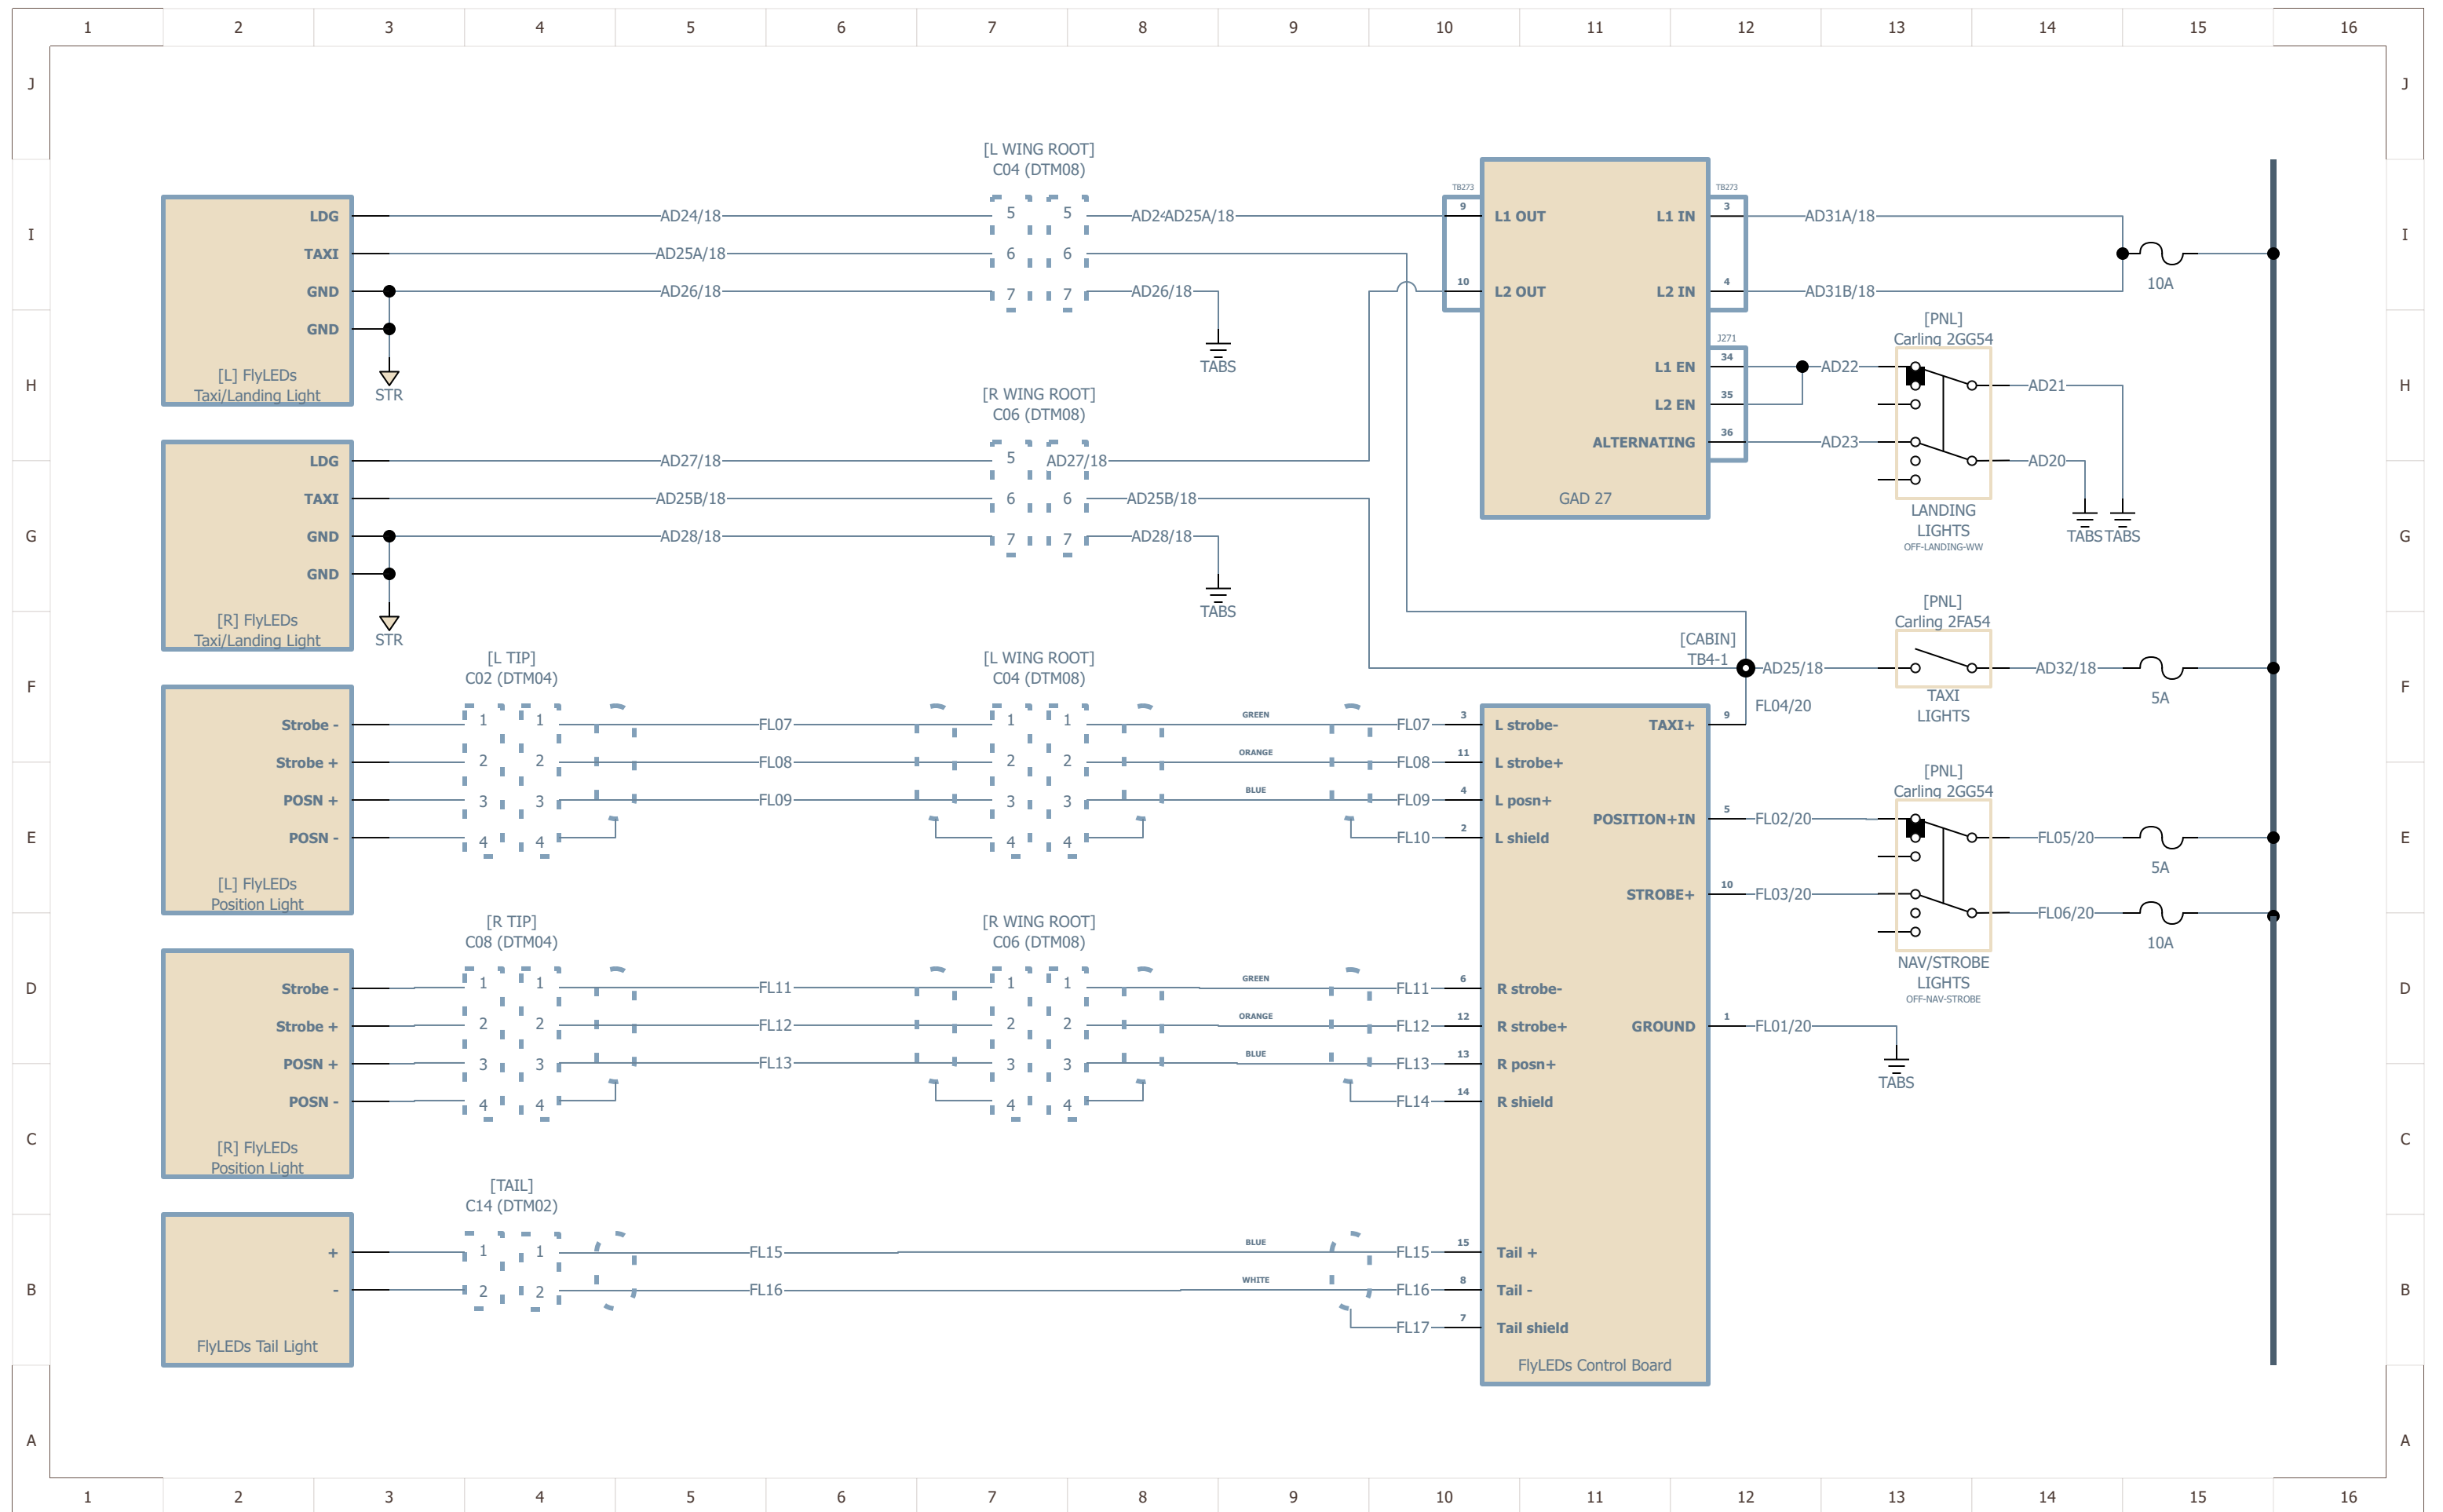 1 2 3 4 5 6 7 8 9 10 11 12 13 14 15 16
J J
[L WING ROOT]
C04 (DTM08)
TB273 TB273
LDG AD24/18 5 5 AD24AD25A/18 9 L1 OUT L1 IN 3 AD31A/18
I I
TAXI AD25A/18 6 6
10A
GND AD26/18 7 7 AD26/18 10 L2 OUT L2 IN 4 AD31B/18
GND
[PNL]
Carling 2GG54
J271
TABS
L1 EN 34 AD22
[L] FlyLEDs
Taxi/Landing Light
STR
H AD21 H
[R WING ROOT]
C06 (DTM08)
L2 EN 35
ALTERNATING 36 AD23
LDG AD27/18 5 AD27/18 AD20
TAXI AD25B/18 6 6 AD25B/18 GAD 27
LANDING
LIGHTS
OFF-LANDING-WW
TABS TABS
G GND AD28/18 7 7 AD28/18 G
GND
TABS
[R] FlyLEDs
Taxi/Landing Light
STR
[PNL]
Carling 2FA54
[CABIN]
TB4-1
AD25/18 AD32/18
5A
TAXI
LIGHTS
[L TIP]
C02 (DTM04)
[L WING ROOT]
C04 (DTM08)
F F
FL04/20
Strobe - 1 1 FL07 1 1 GREEN FL07 3 L strobe- TAXI+ 9
Strobe + 2 2 FL08 2 2 ORANGE FL08 11 L strobe+
[PNL]
Carling 2GG54
POSN + 3 3 FL09 3 3 BLUE FL09 4 L posn+
POSITION+IN 5 FL02/20
E POSN - 4 4 4 4 FL10 2 L shield FL05/20 E
5A
[L] FlyLEDs
Position Light
STROBE+ 10 FL03/20
FL06/20
10A
[R TIP]
C08 (DTM04)
[R WING ROOT]
C06 (DTM08)
NAV/STROBE
LIGHTS
OFF-NAV-STROBE
D Strobe - 1 1 FL11 1 1 GREEN FL11 6 R strobe- D
Strobe + 2 2 FL12 2 2 ORANGE FL12 12 R strobe+ GROUND 1 FL01/20
POSN + 3 3 FL13 3 3 BLUE FL13 13 R posn+
TABS
POSN - 4 4 4 4 FL14 14 R shield
C C
[R] FlyLEDs
Position Light
[TAIL]
C14 (DTM02)
+ 1 1 FL15 BLUE FL15 15 Tail +
B - 2 2 FL16 WHITE FL16 8 Tail - B
FL17 7 Tail shield
FlyLEDs Tail Light
FlyLEDs Control Board
A A
1 2 3 4 5 6 7 8 9 10 11 12 13 14 15 16